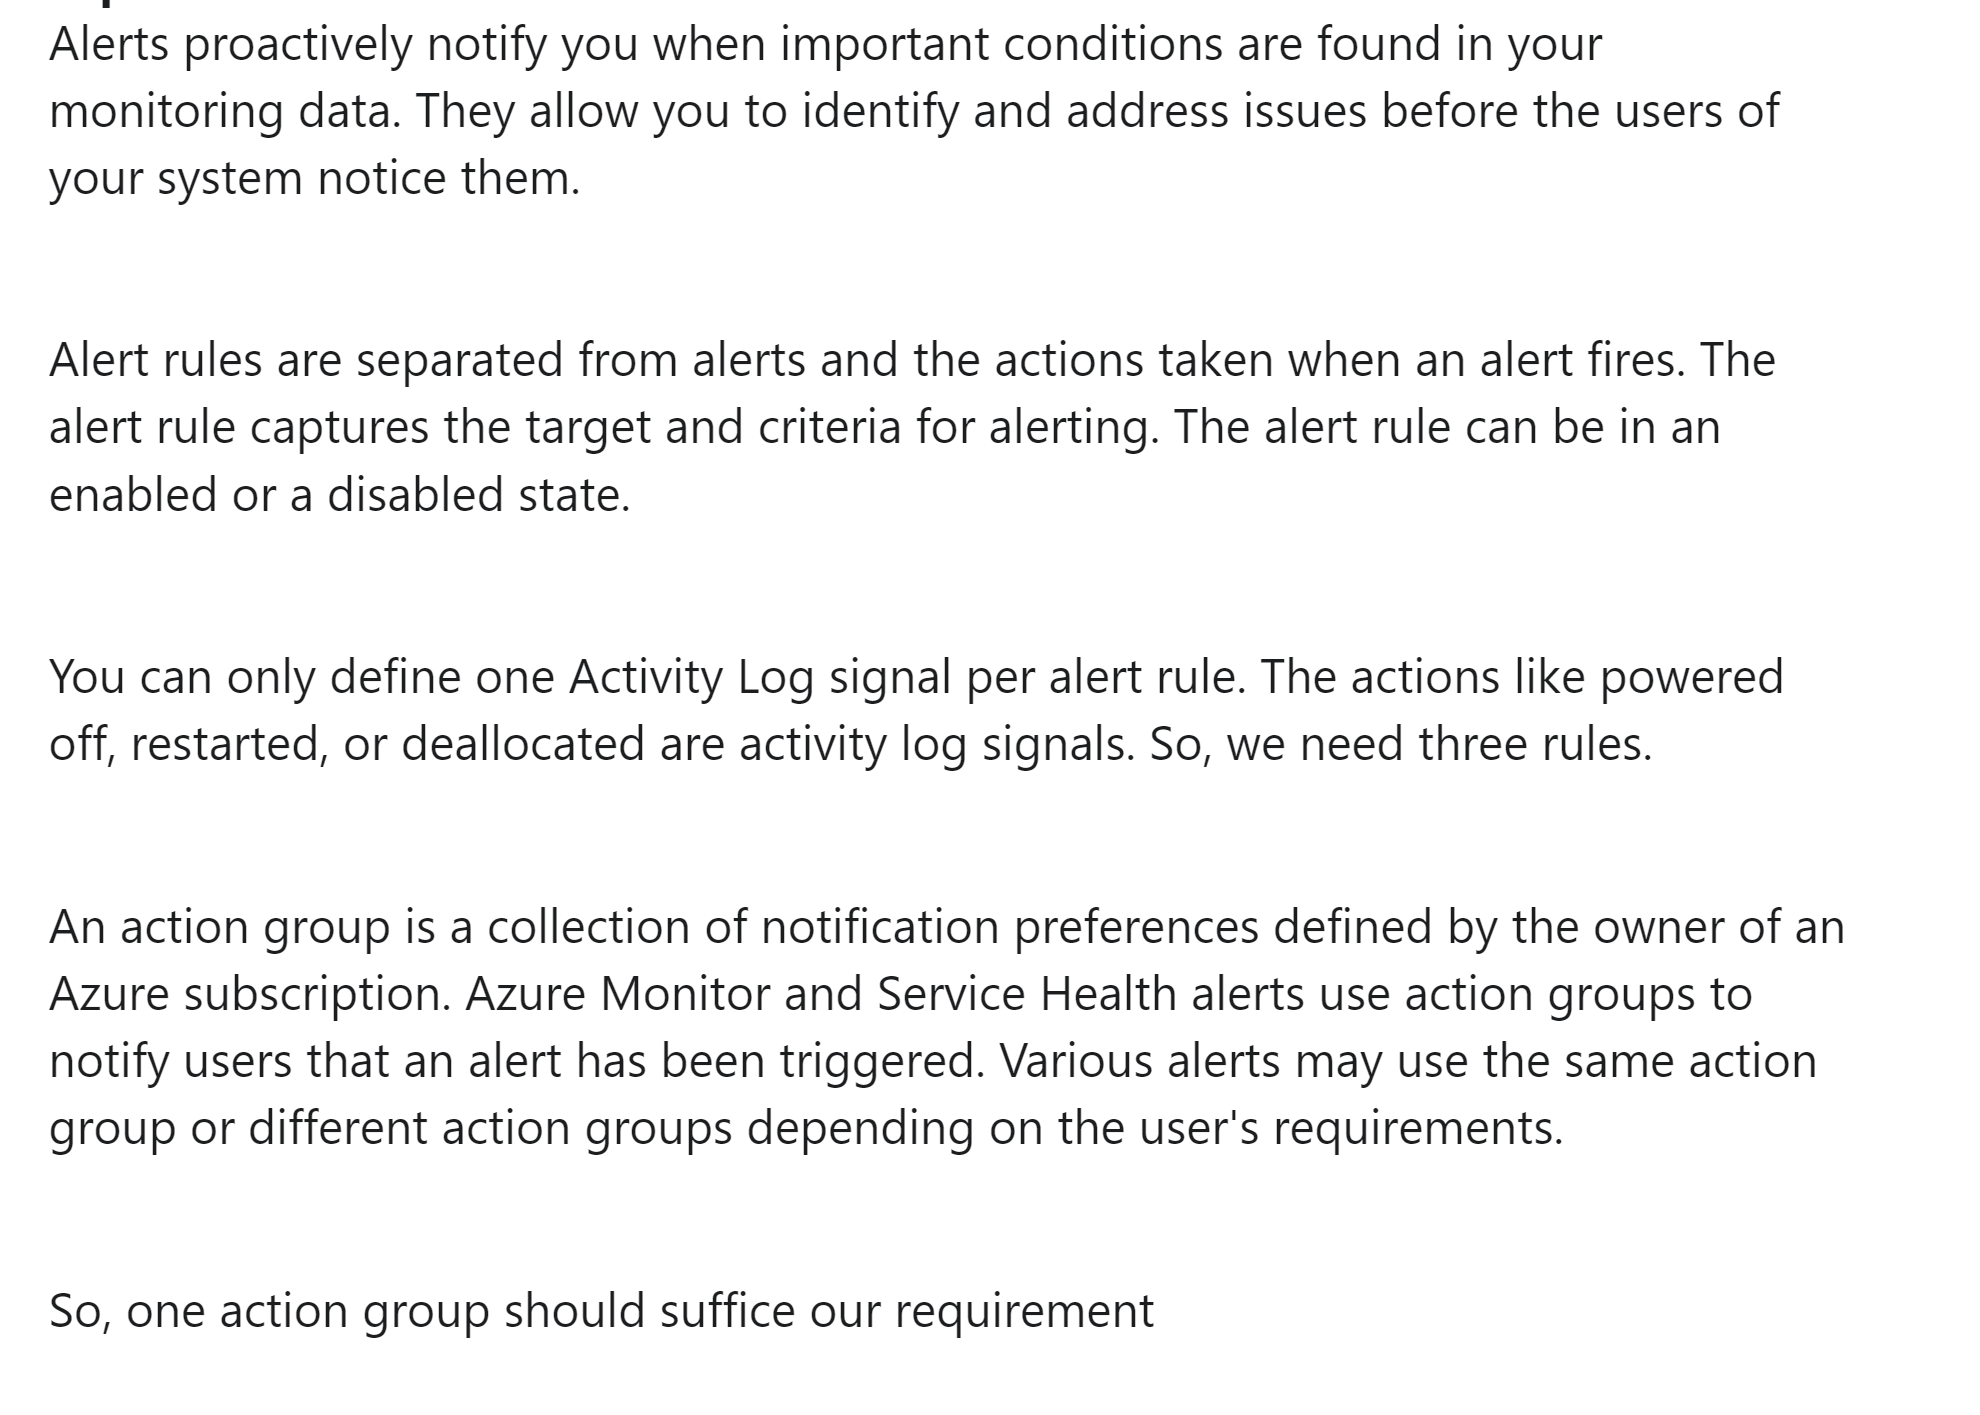 Alerts proactively notify you when important conditions are found in your
monitoring data. They allow you to identify and address issues before the users of
your system notice them.
Alert rules are separated from alerts and the actions taken when an alert fires. The
alert rule captures the target and criteria for alerting. The alert rule can be in an
enabled or a disabled state.
You can only define one Activity Log signal per alert rule. The actions like powered
off, restarted, or deallocated are activity log signals. So, we need three rules.
An action group is a collection of notification preferences defined by the owner of an
Azure subscription. Azure Monitor and Service Health alerts use action groups to
notify users that an alert has been triggered. Various alerts may use the same action
group or different action groups depending on the user's requirements.
So, one action group should suffice our requirement